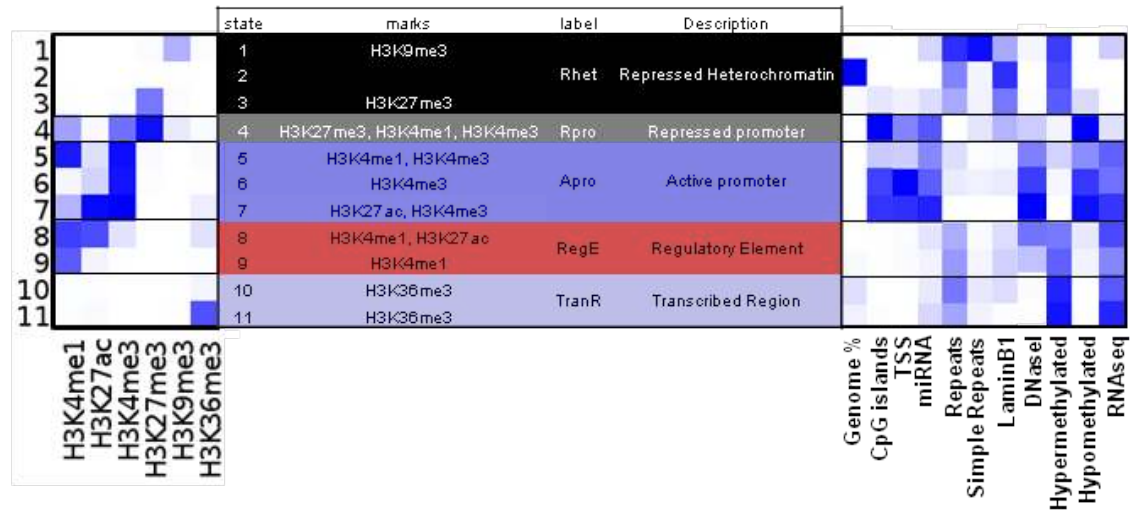 state marks label Description
1 1 H3K9me3
2 2 Rhet Repressed Heterochromatin
3 3 H3K27me3
4 4 H3K27me3, H3K4me1, H3K4me3 Rpro Repressed promoter
5 5 H3K4me1, H3K4me3
6 6 H3K4me3 Apro Active promoter
7 7 H3K27ac, H3K4me3
8 8 H3K4me1, H3K27ac
RegE Regulatory Element
9 9 H3K4me1
10 10 H3K36me3
TranR Transcribed Region
11 11 H3K36me3
H3K4me1
H3K27ac
H3K4me3
H3K27me3
H3K9me3
H3K36me3
Genome %
CpG islands
TSS
miRNA
Repeats
Simple Repeats
LaminB1
DNaseI
Hypermethylated
Hypomethylated
RNAseq